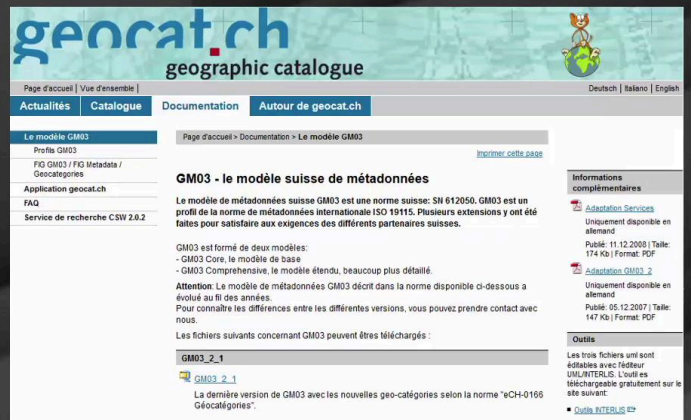 geocat.ch
geographic catalogue
Page d'accueil | Vue d'ensemble |
Deutsch | Italiano | English
Actualités Catalogue Documentation Autour de geocat.ch
Le modèle GM03
Profils GM03
FIG GM03 / FIG Metadata /
Geocategories
Application geocat.ch
FAQ
Service de recherche CSW 2.0.2
Page d'accueil > Documentation > Le modèle GM03
Imprimer cette page
GM03 - le modèle suisse de métadonnées
Le modèle de métadonnées suisse GM03 est une norme suisse: SN 612050. GM03 est un
profil de la norme de métadonnées internationale ISO 19115. Plusieurs extensions y ont été
faites pour satisfaire aux exigences des différents partenaires suisses.
GM03 est formé de deux modèles:
- GM03 Core, le modèle de base
- GM03 Comprehensive, le modèle étendu, beaucoup plus détaillé.
Attention: Le modèle de métadonnées GM03 décrit dans la norme disponible ci-dessous a
évolué au fil des années.
Pour connaître les différences entre les différentes versions, vous pouvez prendre contact avec
nous.
Les fichiers suivants concernant GM03 peuvent êtres téléchargés :
GM03_2_1
GM03_2_1
La dernière version de GM03 avec les nouvelles geo-catégories selon la norme "eCH-0166
Géocatégories".
Informations
complémentaires
Adaptation Services
Uniquement disponible en
allemand
Publié: 11.12.2008 | Taille:
174 Kb | Format: PDF
Adaptation GM03_2
Uniquement disponible en
allemand
Publé: 05.12.2007 | Taille:
147 Kb | Format: PDF
Outils
Les trois fichiers uml sont
éditables avec l'éditeur
UML/INTERLIS. L'outil es
téléchargeable gratuitement sur le
site suivant:
Outils INTERLIS